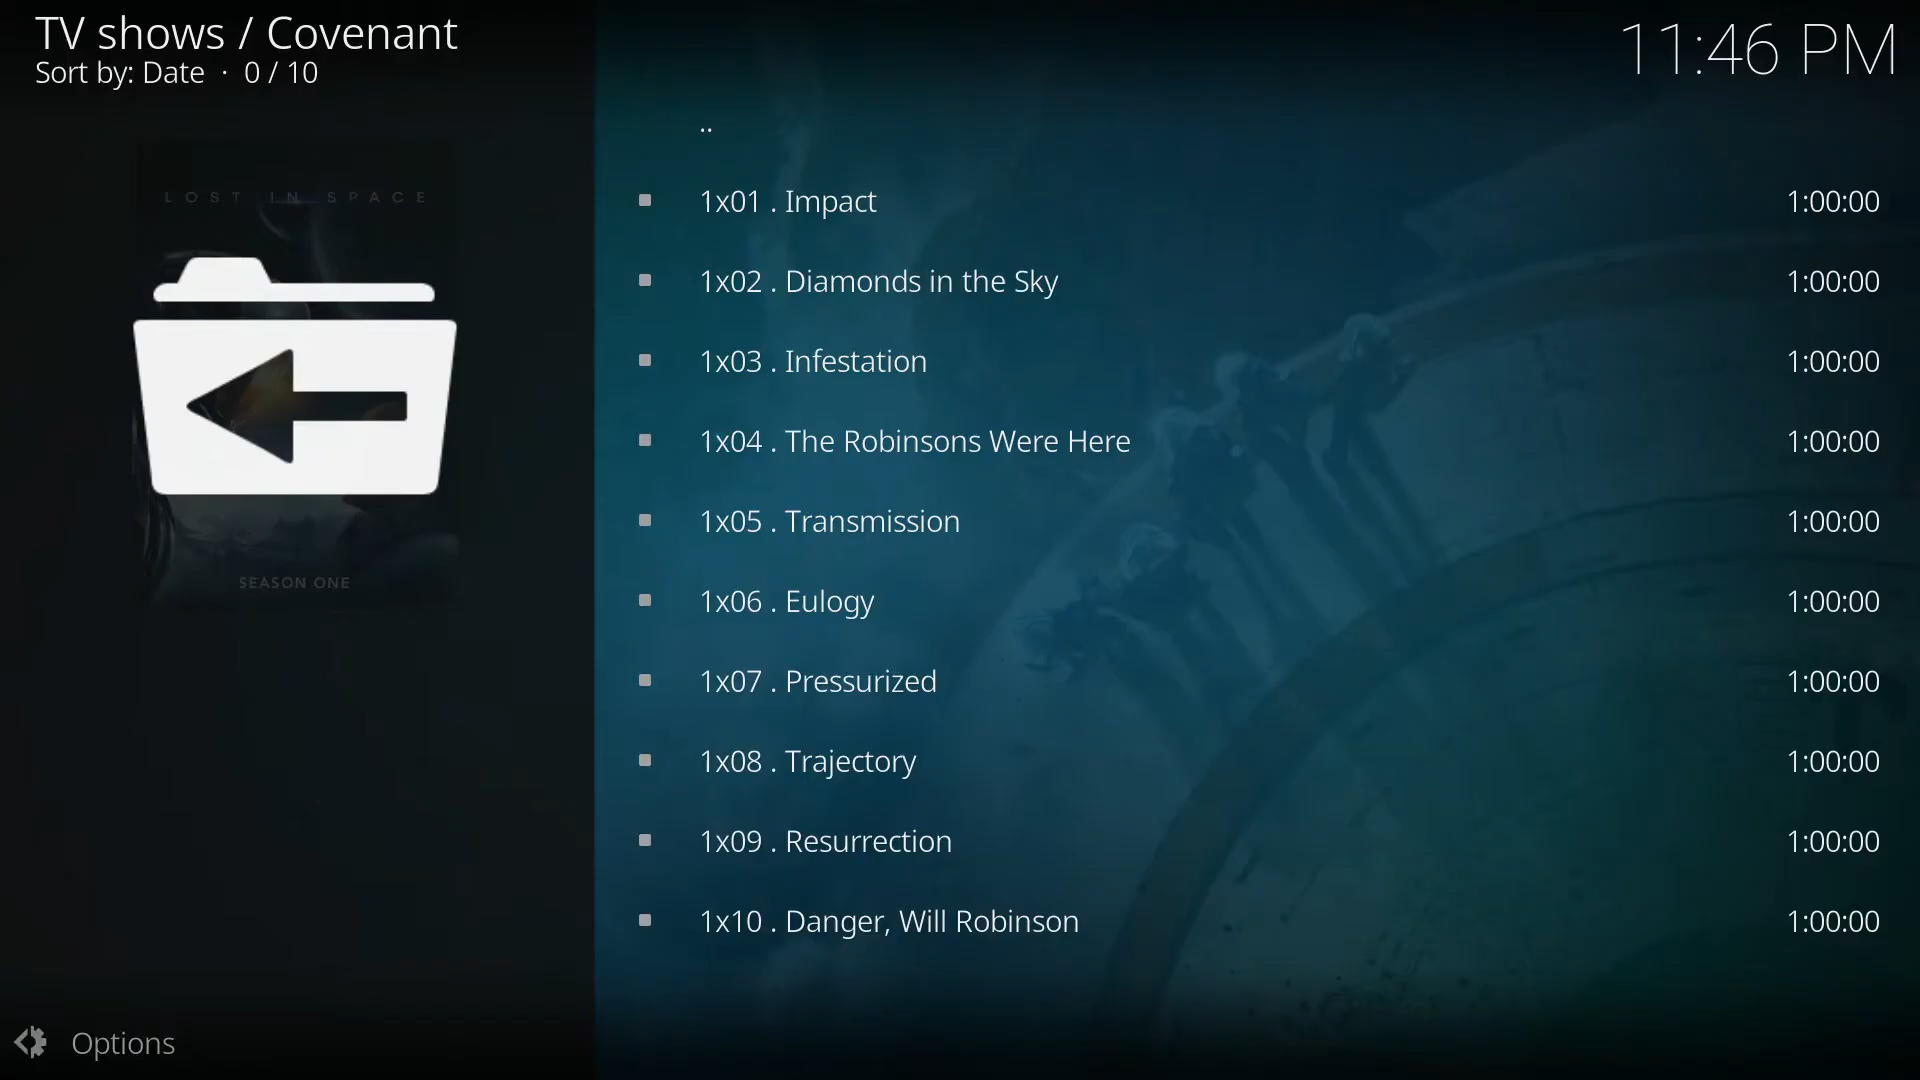 TV shows / Covenant
Sort by: Date · 0 / 10
11:46 PM
LOST IN SPACE
SEASON ONE
..
1x01 . Impact 1:00:00
1x02 . Diamonds in the Sky 1:00:00
1x03 . Infestation 1:00:00
1x04 . The Robinsons Were Here 1:00:00
1x05 . Transmission 1:00:00
1x06 . Eulogy 1:00:00
1x07 . Pressurized 1:00:00
1x08 . Trajectory 1:00:00
1x09 . Resurrection 1:00:00
1x10 . Danger, Will Robinson 1:00:00
Options